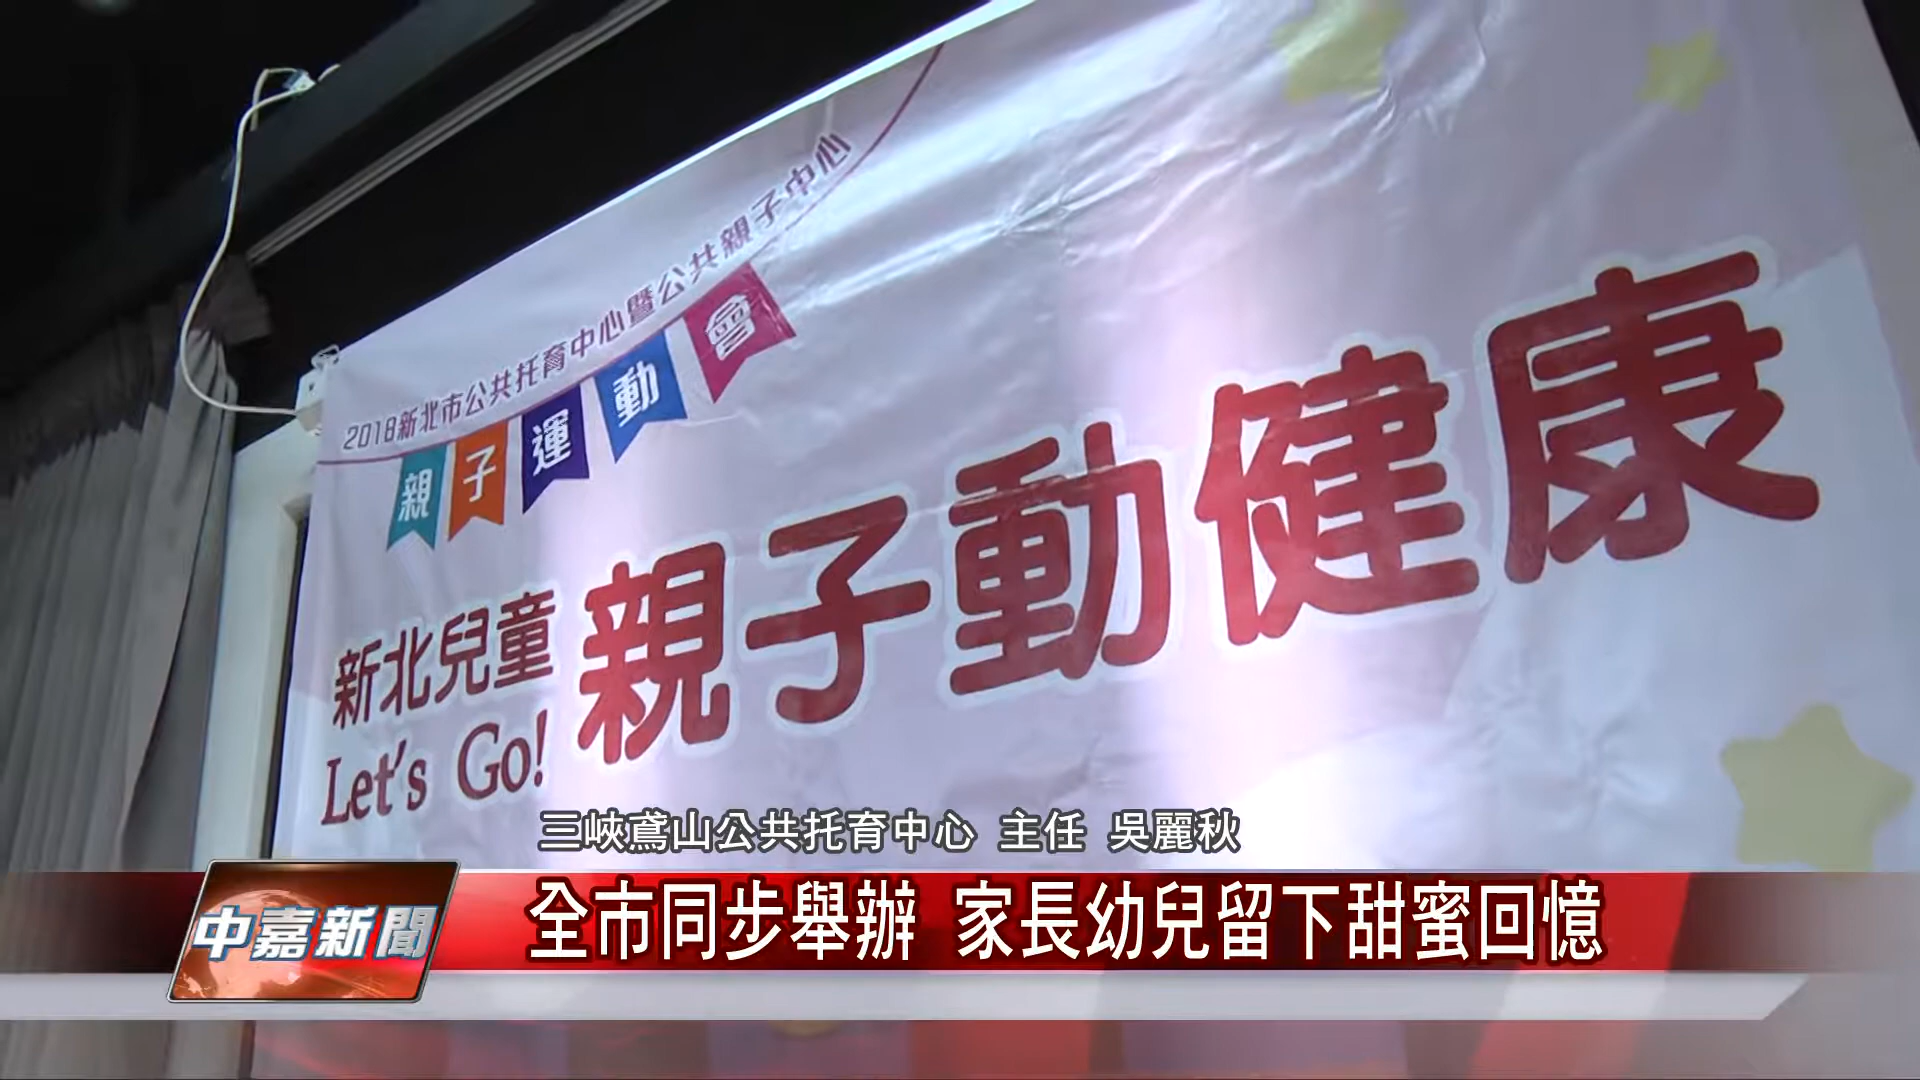 2018新北市公共托育中心暨公共親子中心
親子運動會
新北兒童
Let's Go!
親子動健康
三峽鳶山公共托育中心 主任 吳麗秋
中嘉新聞
全市同步舉辦 家長幼兒留下甜蜜回憶